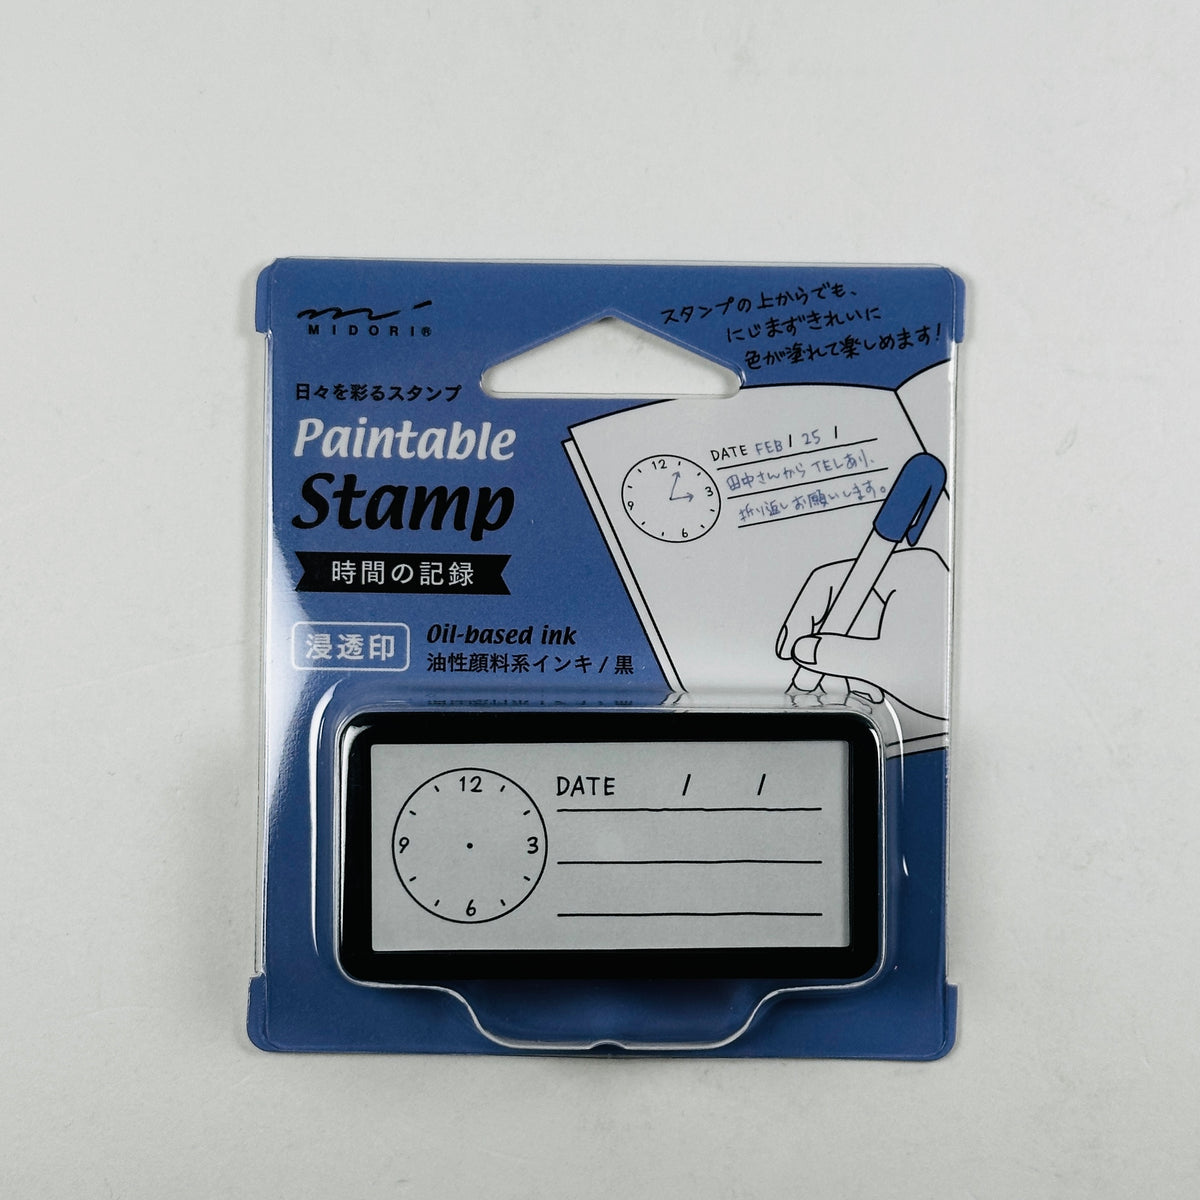 MIDORI®
スタンプの上からでも、
にじまずきれいに
色が塗れて楽しめます!
日々を彩るスタンプ
Paintable
Stamp
時間の記録
浸透印
Oil-based ink
油性顔料系インキ/黒
DATE FEB / 25 /
田中さんからTELあり、
折り返しお願いします。
12
3
6
9
DATE / /
12
3
6
9